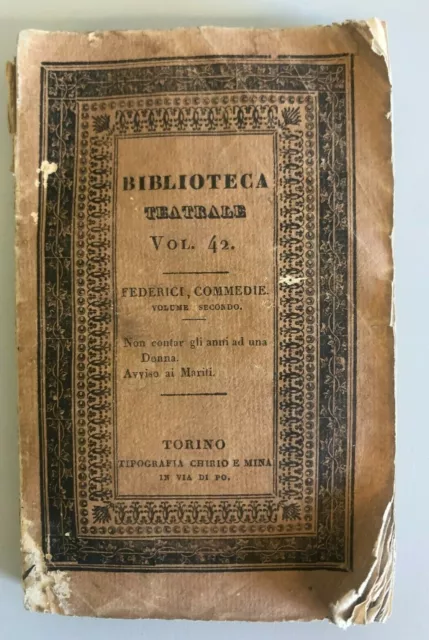 BIBLIOTECA
TEATRALE
VOL. 42.
FEDERICI, COMMEDIE.
VOLUME SECONDO.
Non contar gli anni ad una
Donna.
Avviso ai Mariti.
TORINO
TIPOGRAFIA CHIRIO E MINA
IN VIA DI PO.